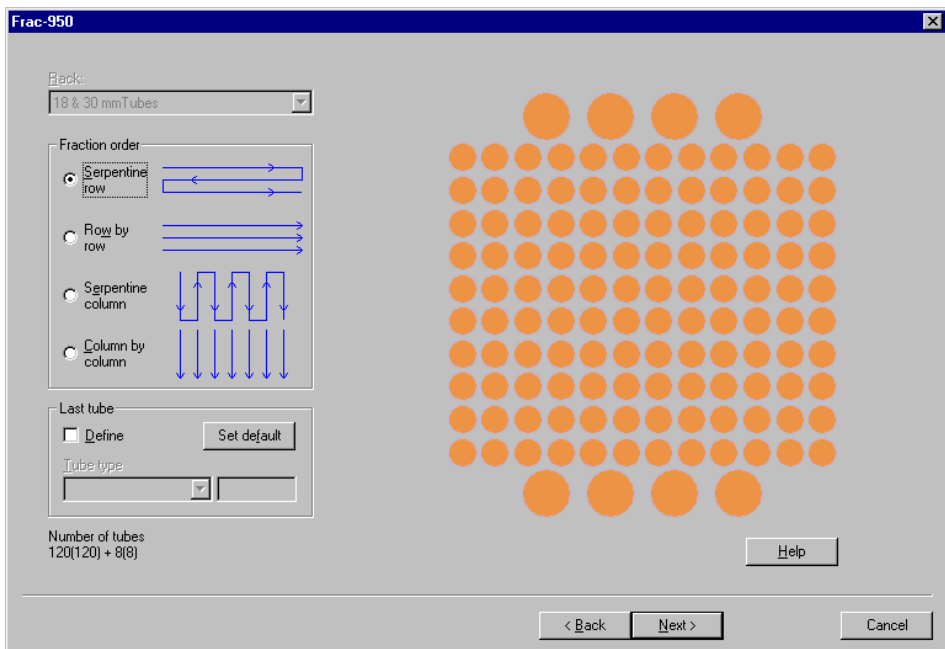 Frac-950
Rack:
18 & 30 mmTubes
Fraction order
Serpentine
row
Row by
row
Serpentine
column
Column by
column
Last tube
Define
Set default
Tube type
Number of tubes
120(120) + 8(8)
Help
< Back
Next >
Cancel